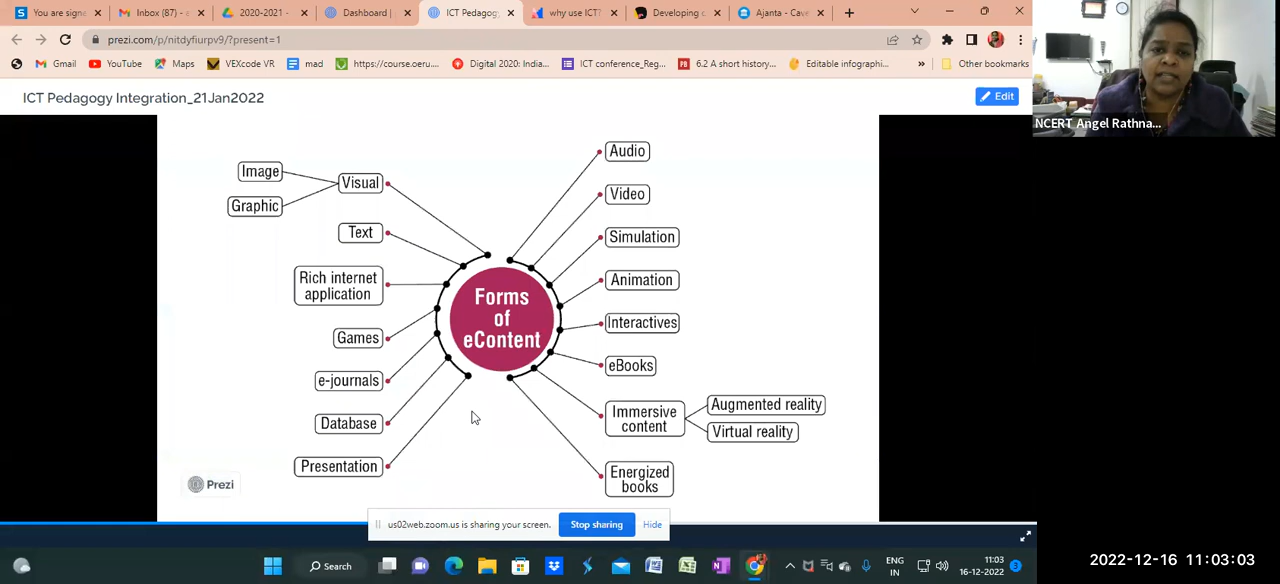 You are signe
Inbox (87) - a
2020-2021 -
Dashboard |
ICT Pedagogy
why use ICT?
Developing c
Ajanta - Cave
prezi.com/p/nitdyfiurpv9/?present=1
Gmail
YouTube
Maps
VEXcode VR
mad
https://course.oeru....
Digital 2020: India...
ICT conference_Reg...
6.2 A short history...
Editable infographi...
»
Other bookmarks
ICT Pedagogy Integration_21Jan2022
Edit
NCERT Angel Rathna...
Image
Graphic
Visual
Text
Rich internet
application
Games
e-journals
Database
Presentation
Forms
of
eContent
Audio
Video
Simulation
Animation
Interactives
eBooks
Immersive
content
Augmented reality
Virtual reality
Energized
books
Prezi
us02web.zoom.us is sharing your screen.
Stop sharing
Hide
Search
ENG
IN
11:03
16-12-2022
3
2022-12-16 11:03:03